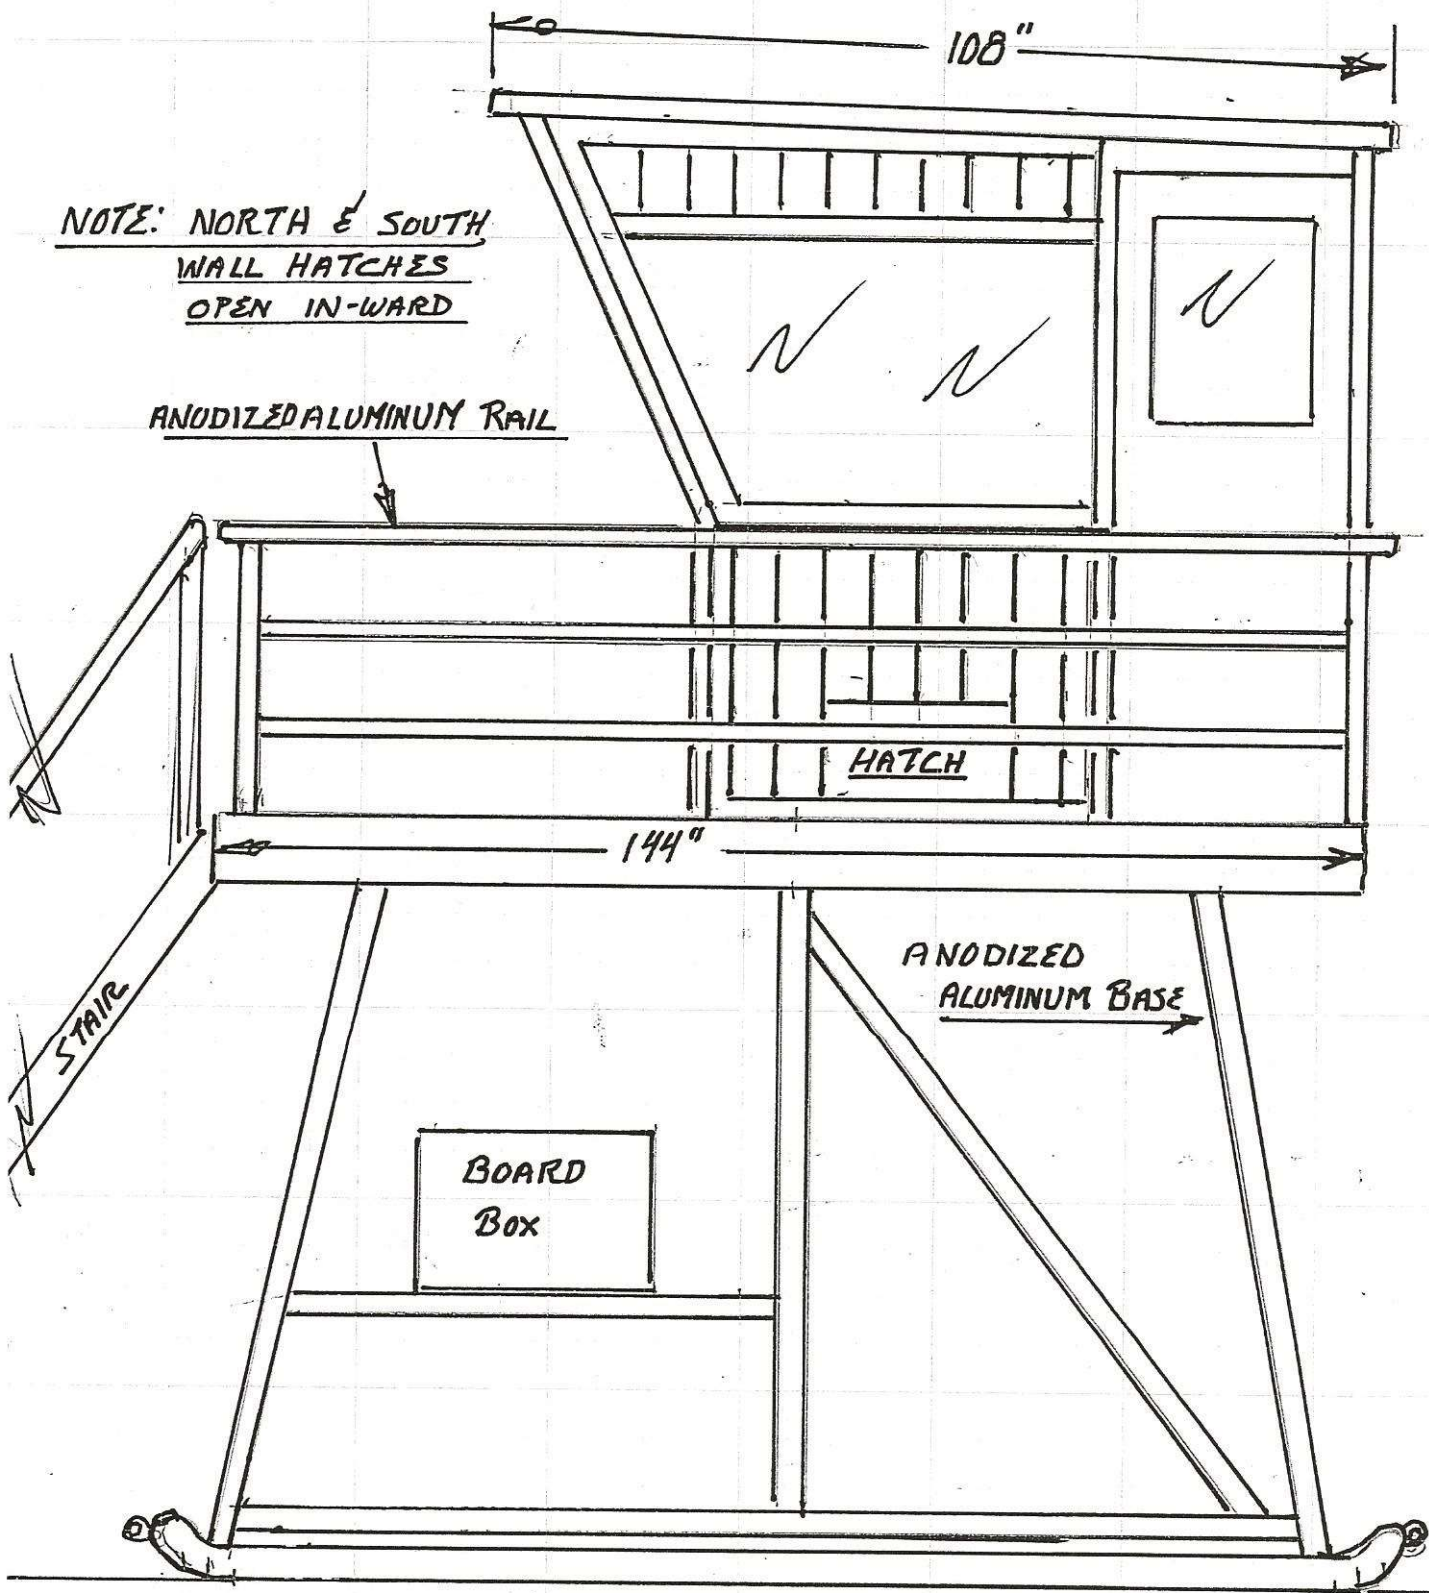 108"
NOTE: NORTH & SOUTH
WALL HATCHES
OPEN IN-WARD
ANODIZED ALUMINUM RAIL
HATCH
144"
ANODIZED
ALUMINUM BASE
STAIR
BOARD
BOX